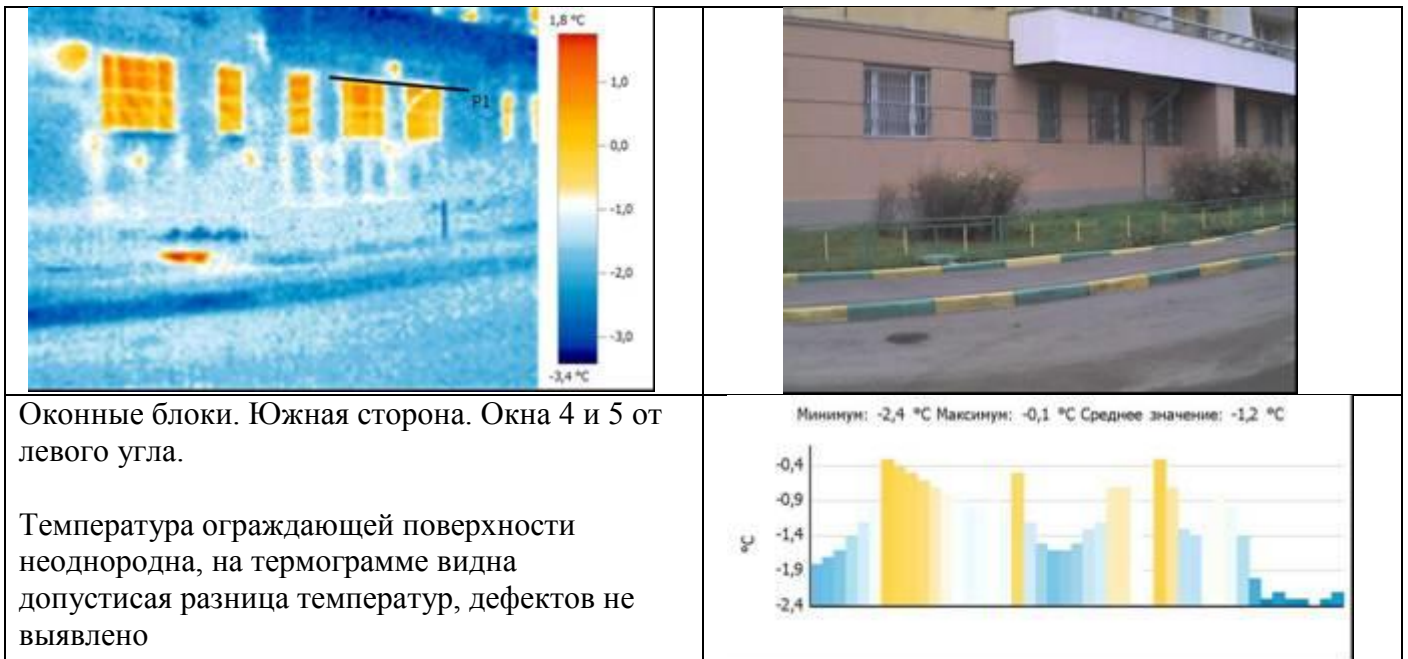 1,8 °C
1,0
0,0
P1
-1,0
-2,0
-3,0
-3,4 °C
Оконные блоки. Южная сторона. Окна 4 и 5 от
левого угла.
Температура ограждающей поверхности
неоднородна, на термограмме видна
допустисая разница температур, дефектов не
выявлено
Минимум: -2,4 °C Максимум: -0,1 °C Среднее значение: -1,2 °C
-0,4
-0,9
-1,4
°C
-1,9
-2,4